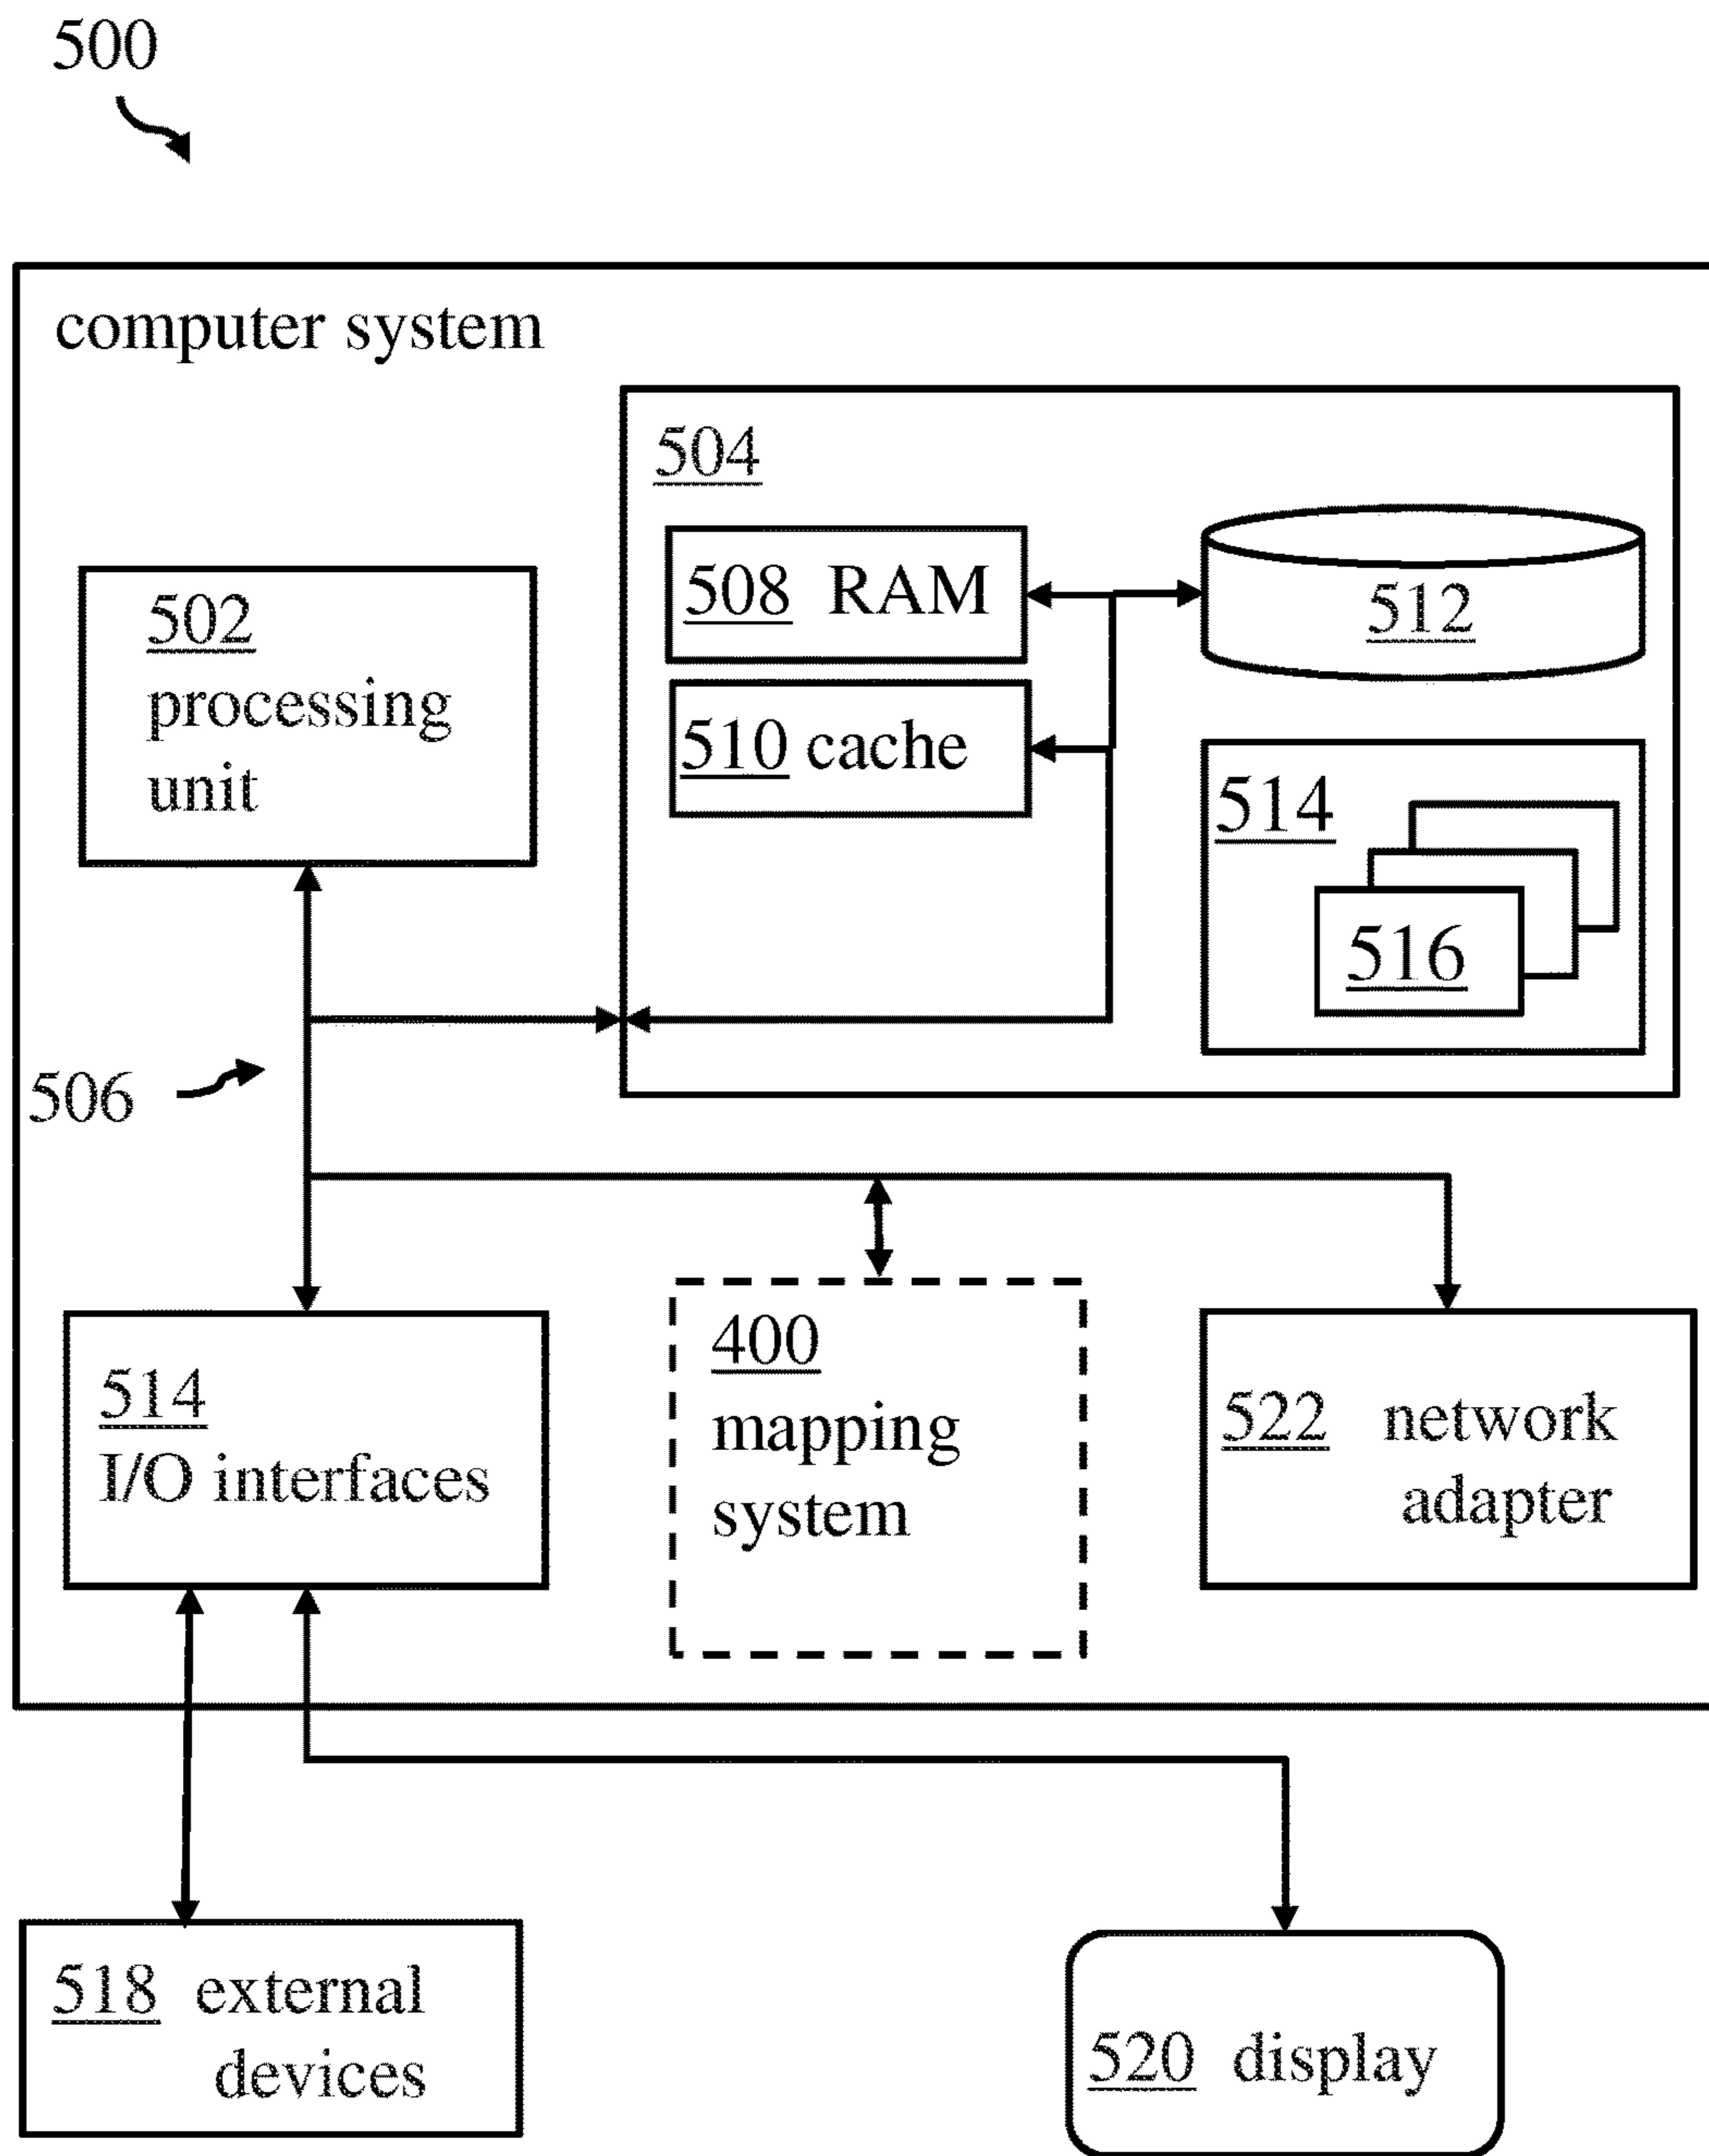 500
computer system
504
508 RAM
512
502
processing
unit
510 cache
514
516
506
514
I/O interfaces
400
mapping
system
522 network
adapter
518 external
devices
520 display